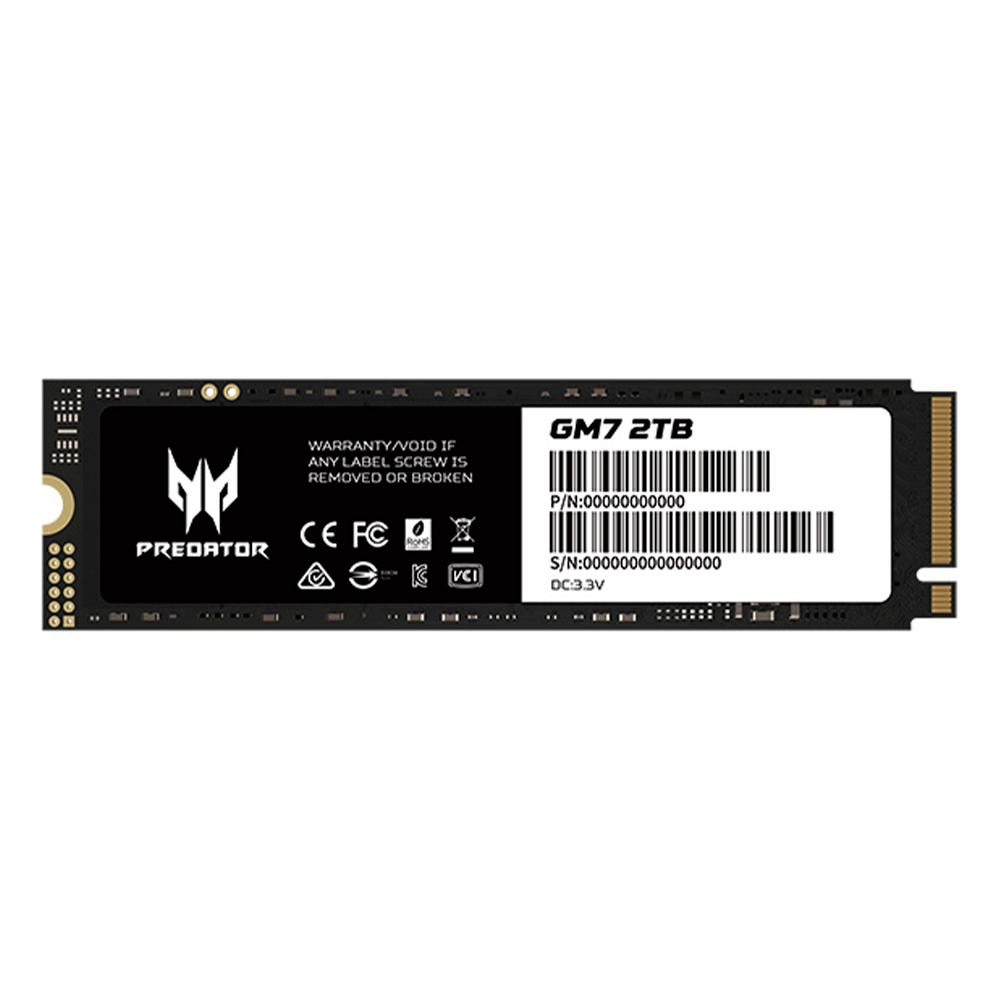 PREDATOR
WARRANTY/VOID IF
ANY LABEL SCREW IS
REMOVED OR BROKEN
CE FC
RoHS
VCI
GM7 2TB
P/N:00000000000
S/N:000000000000000
DC:3.3V